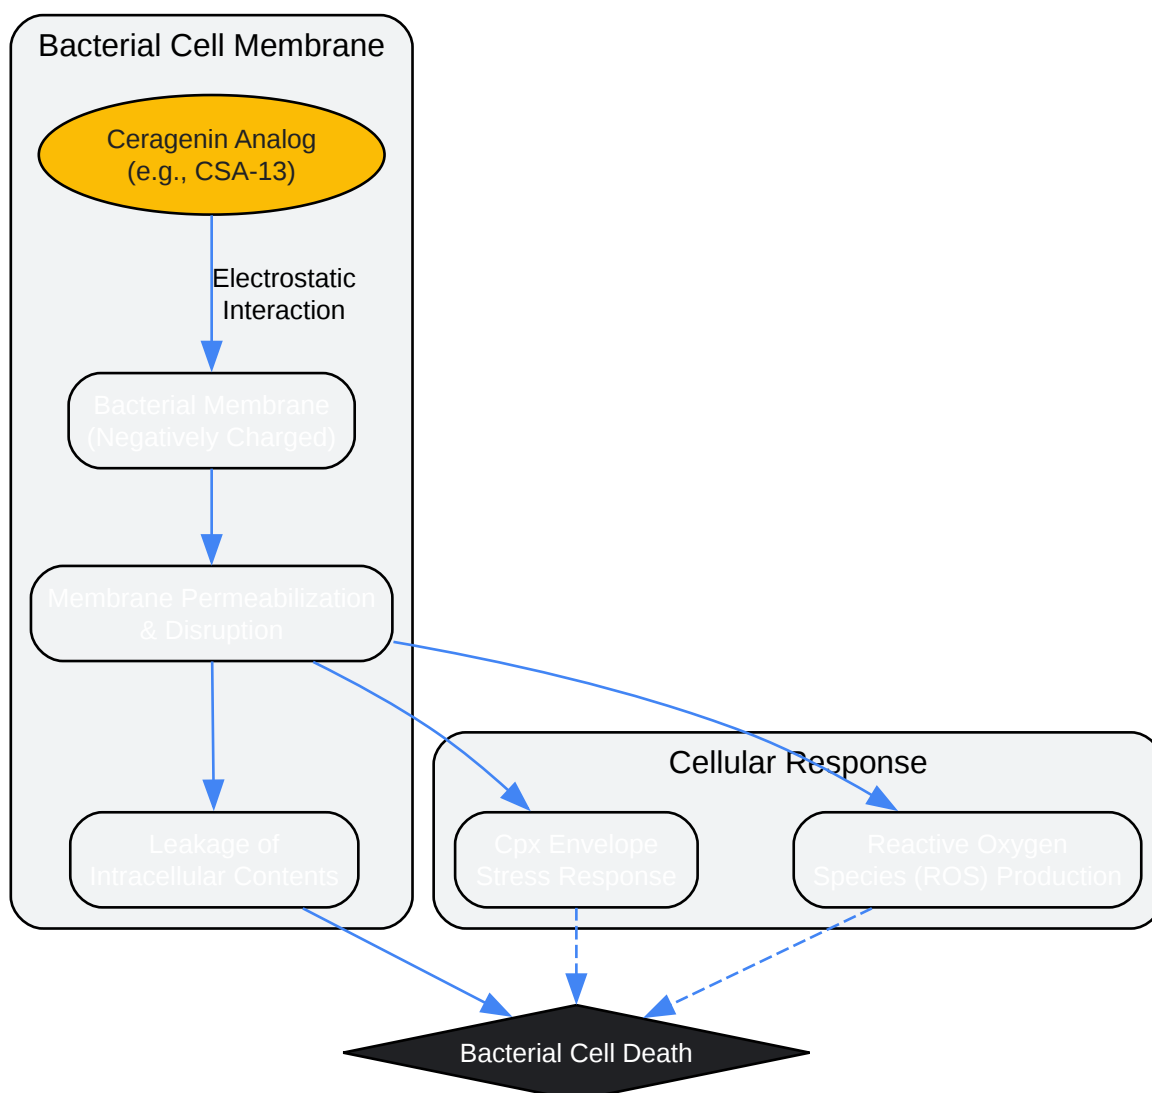 Bacterial Cell Membrane
Ceragenin Analog
(e.g., CSA-13)
Electrostatic
Interaction
Bacterial Membrane
(Negatively Charged)
Membrane Permeabilization
& Disruption
Cellular Response
Leakage of
Intracellular Contents
Cpx Envelope
Stress Response
Reactive Oxygen
Species (ROS) Production
Bacterial Cell Death